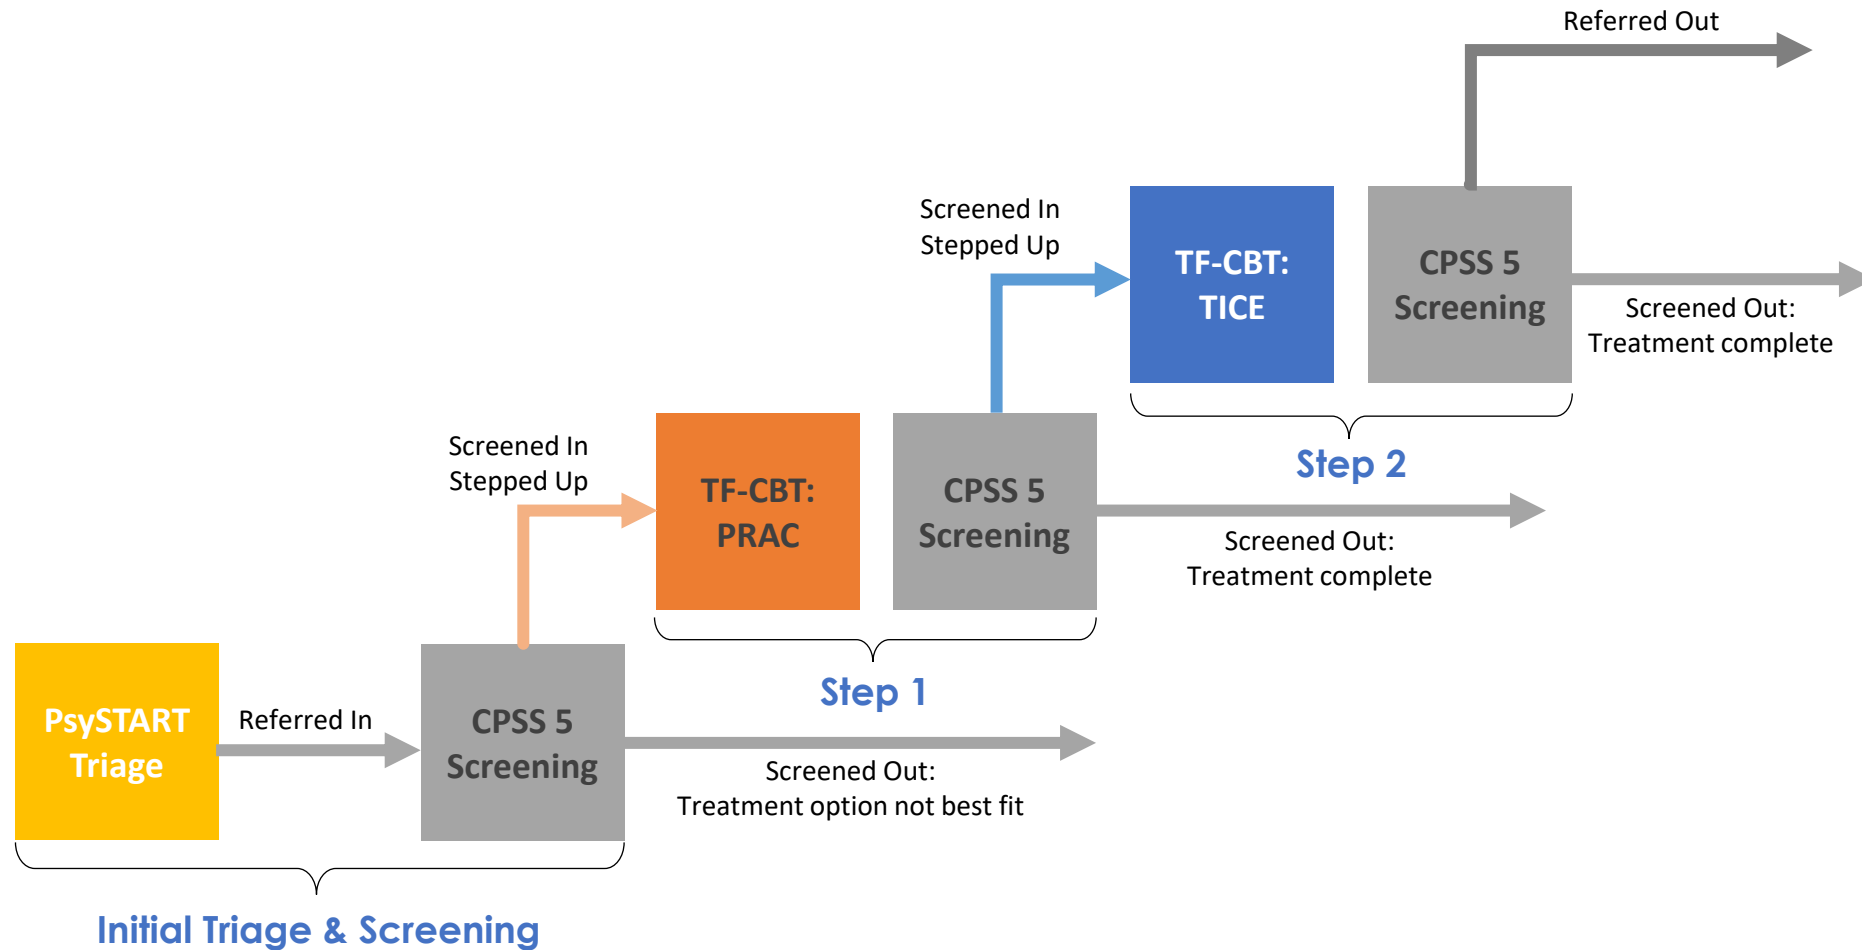 Referred Out
Screened In
Stepped Up
TF-CBT:
TICE
CPSS 5
Screening
Screened Out:
Treatment complete
Step 2
Screened In
Stepped Up
TF-CBT:
PRAC
CPSS 5
Screening
Screened Out:
Treatment complete
Step 1
PsySTART
Triage
Referred In
CPSS 5
Screening
Screened Out:
Treatment option not best fit
Initial Triage & Screening